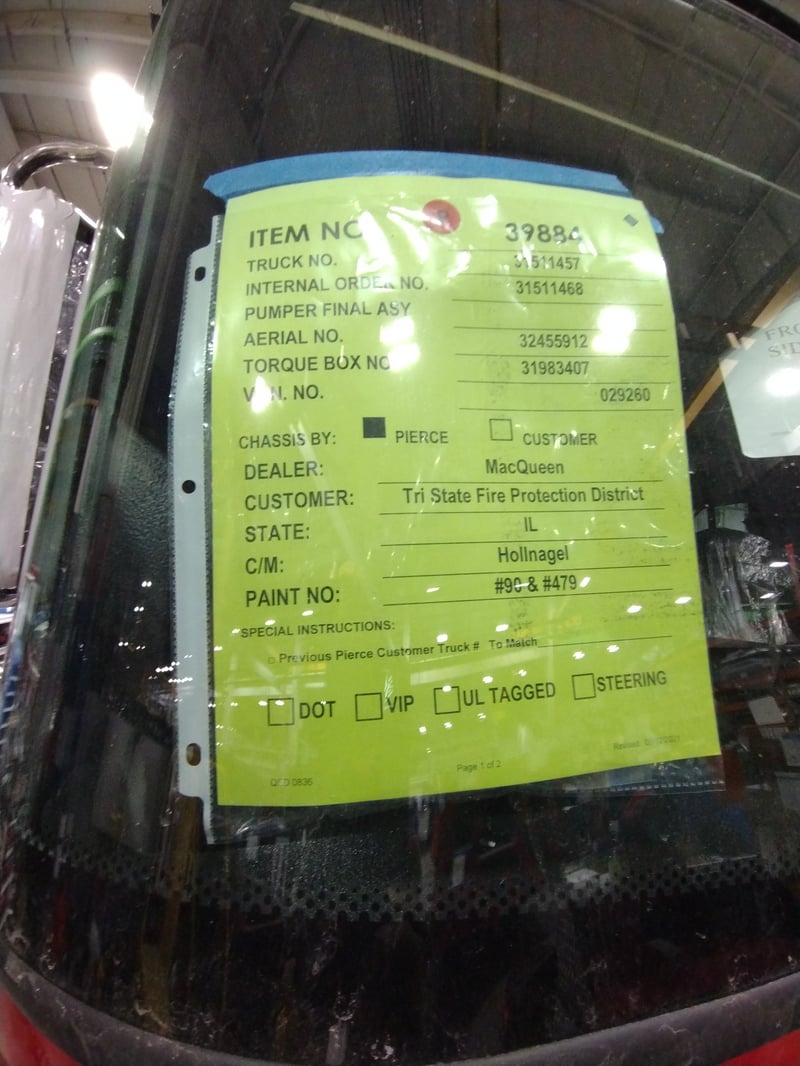 ITEM NO. 39884
TRUCK NO. 31511457
INTERNAL ORDER NO. 31511468
PUMPER FINAL ASY
AERIAL NO. 32455912
TORQUE BOX NO 31983407
NO. 029260
CHASSIS BY: PIERCE CUSTOMER
DEALER: MacQueen
CUSTOMER: Tri State Fire Protection District
STATE: IL
C/M: Hollnagel
PAINT NO: #90 & #479
SPECIAL INSTRUCTIONS:
Previous Pierce Customer Truck # To Match
DOT VIP UL TAGGED STEERING
Revised
Page 1 of 2
0836